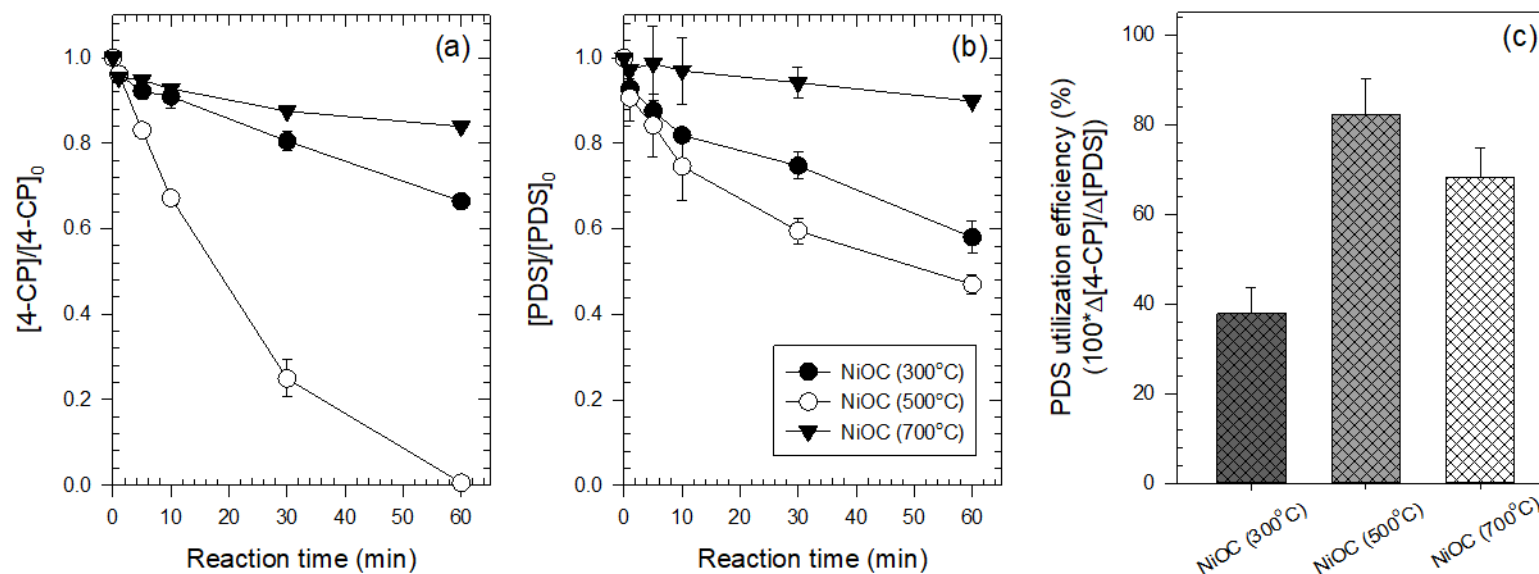 (a)
1.0
0.8
0.6
0.4
0.2
0.0
[4-CP]/[4-CP]₀
0 10 20 30 40 50 60
Reaction time (min)
(b)
1.0
0.8
0.6
0.4
0.2
0.0
[PDS]/[PDS]₀
NiOC (300°C)
NiOC (500°C)
NiOC (700°C)
0 10 20 30 40 50 60
Reaction time (min)
(c)
100
80
60
40
20
0
PDS utilization efficiency (%)
(100*Δ[4-CP]/Δ[PDS])
NiOC (300°C)
NiOC (500°C)
NiOC (700°C)